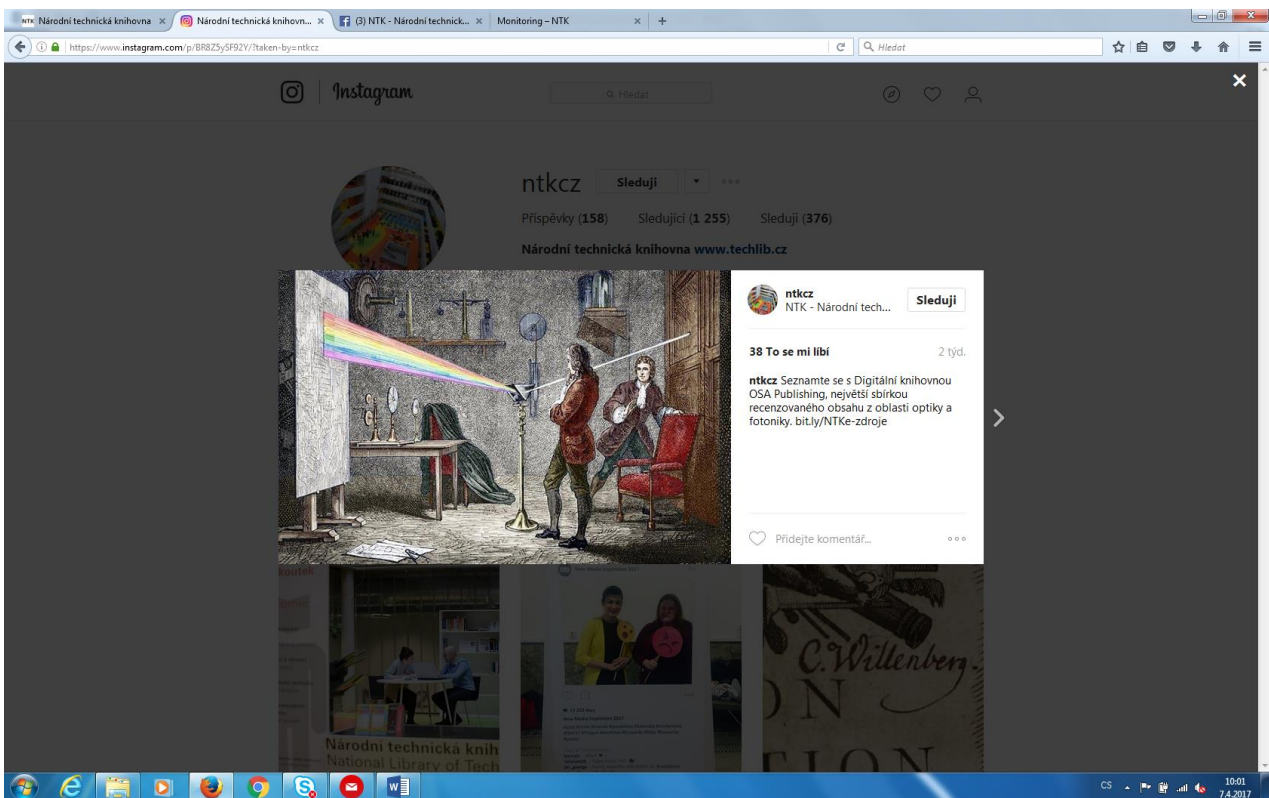 NTK Národní technická knihovna × Národní technická knihovn... × (3) NTK - Národní technick... × Monitoring – NTK × +
https://www.instagram.com/p/BR8Z5ySF92Y/?taken-by=ntkcz
Hledat
Instagram
Hledat
ntkcz Sleduji
Příspěvky (158) Sledující (1 255) Sleduji (376)
Národní technická knihovna www.techlib.cz
ntkcz
NTK - Národní tech...
Sleduji
38 To se mi líbí 2 týd.
ntkcz Seznamte se s Digitální knihovnou
OSA Publishing, největší sbírkou
recenzovaného obsahu z oblasti optiky a
fotoniky. bit.ly/NTKe-zdroje
Přidejte komentář...
koutek
Národní technická knih
National Library of Tech
C. Willenberg.
ON
TION
CS
10:01
7.4.2017